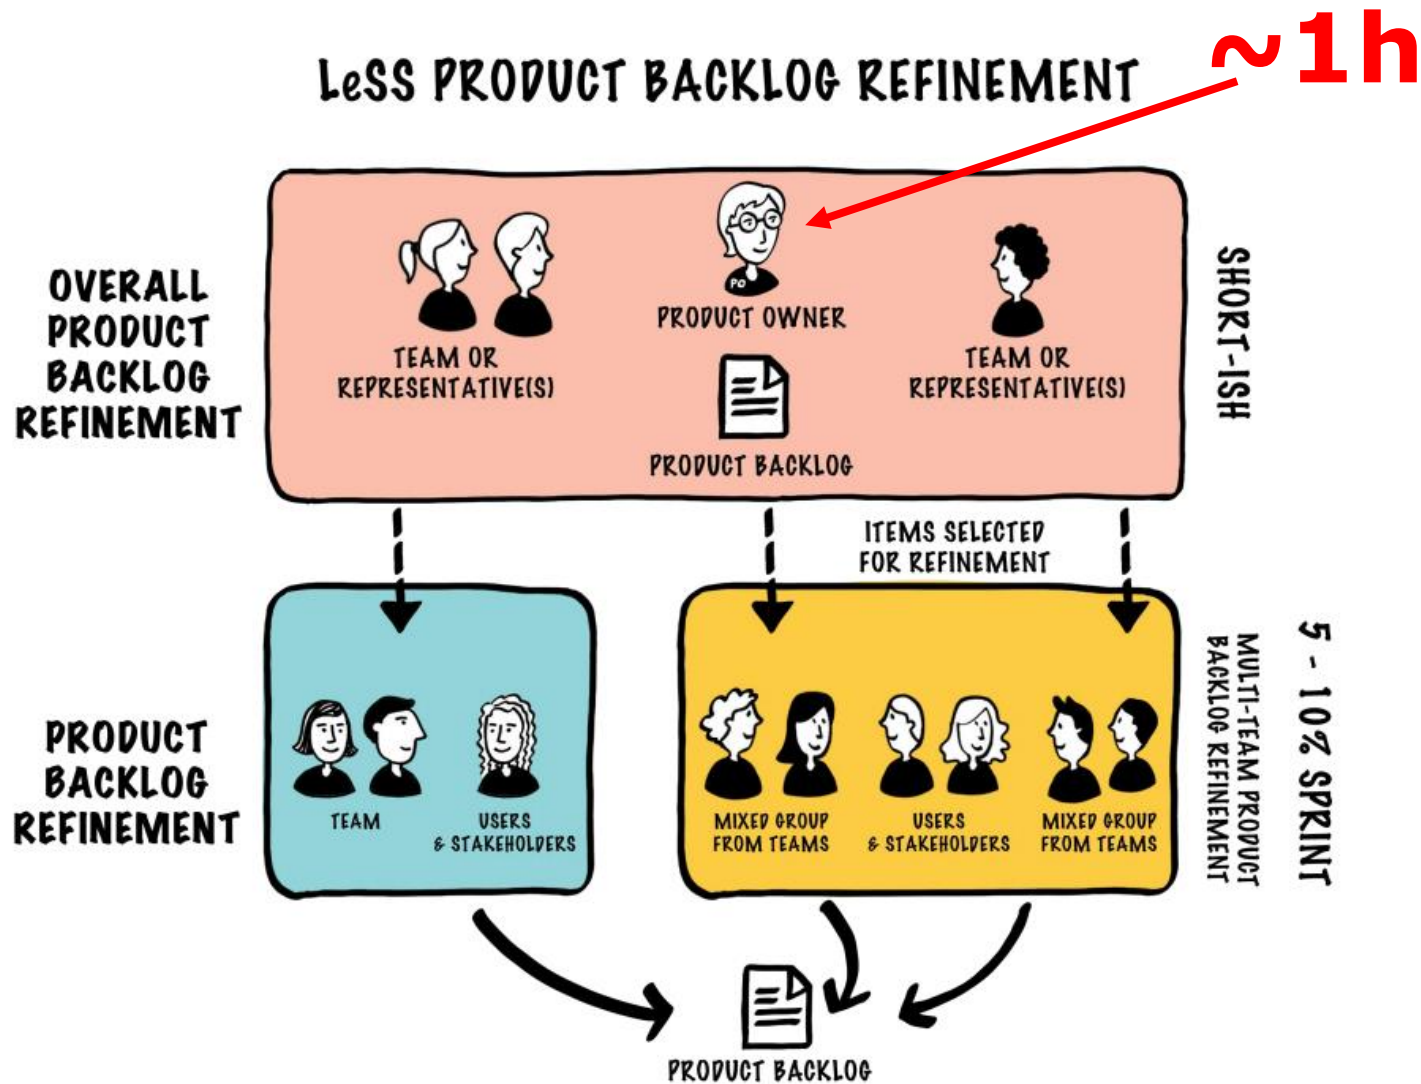 ~1h
LeSS PRODUCT BACKLOG REFINEMENT
OVERALL
PRODUCT
BACKLOG
REFINEMENT
PO
PRODUCT OWNER
TEAM OR
REPRESENTATIVE(S)
TEAM OR
REPRESENTATIVE(S)
PRODUCT BACKLOG
SHORT-ISH
ITEMS SELECTED
FOR REFINEMENT
PRODUCT
BACKLOG
REFINEMENT
TEAM
USERS
& STAKEHOLDERS
MIXED GROUP
FROM TEAMS
USERS
& STAKEHOLDERS
MIXED GROUP
FROM TEAMS
MULTI-TEAM PRODUCT
BACKLOG REFINEMENT
5 - 10% SPRINT
PRODUCT BACKLOG